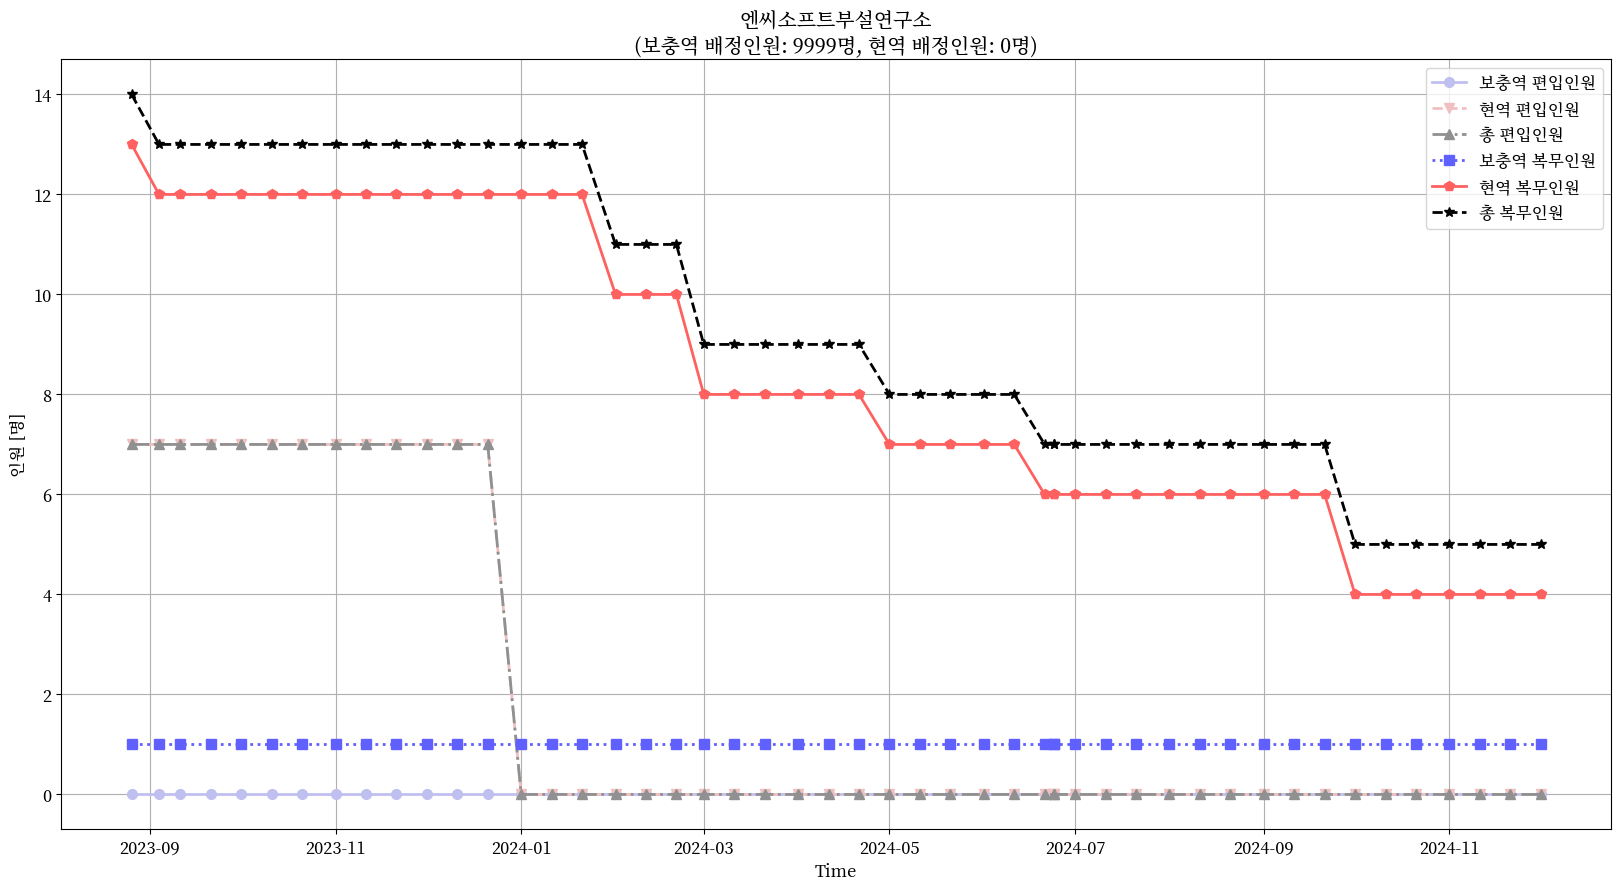 엔씨소프트부설연구소
(보충역 배정인원: 9999명, 현역 배정인원: 0명)
보충역 편입인원
현역 편입인원
총 편입인원
보충역 복무인원
현역 복무인원
총 복무인원
인원 [명]
14
12
10
8
6
4
2
0
2023-09
2023-11
2024-01
2024-03
2024-05
2024-07
2024-09
2024-11
Time